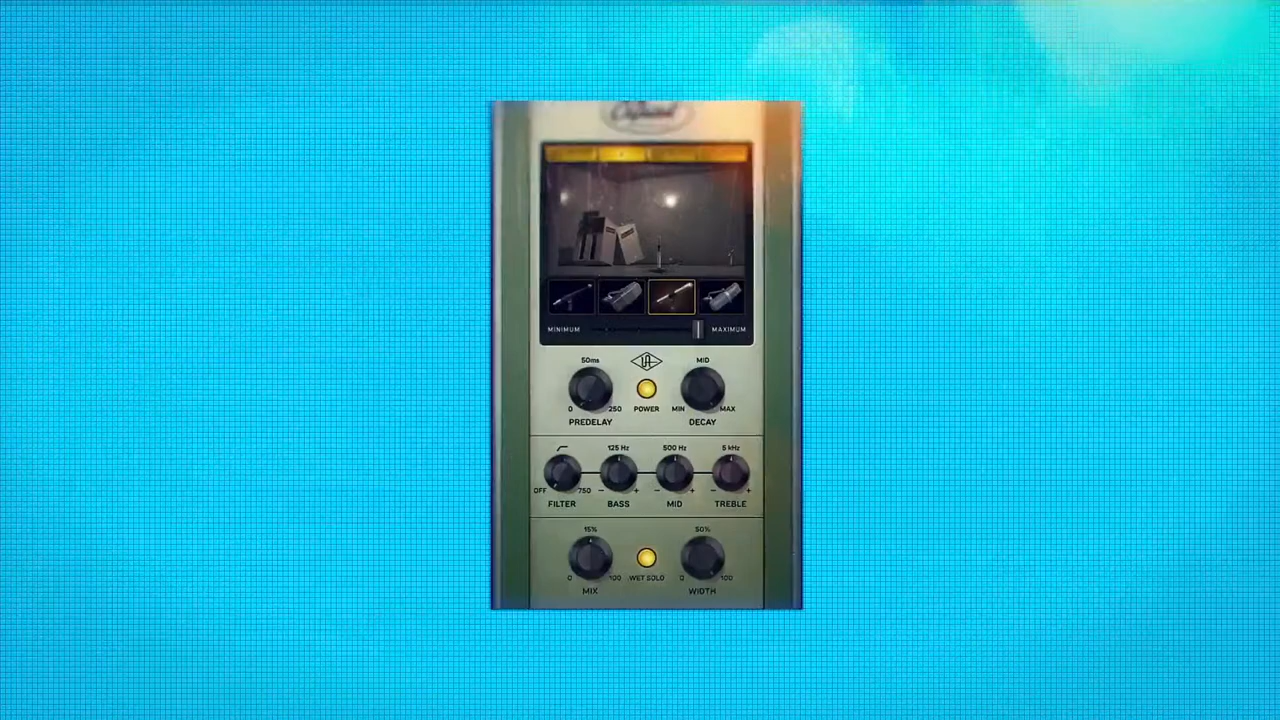 MINIMUM MAXIMUM
50ms MID
0 250 POWER MIN MAX
PREDELAY DECAY
125 Hz 500 Hz 5 kHz
OFF 750 − + − + − +
FILTER BASS MID TREBLE
15% 50%
0 100 WET SOLO 0 100
MIX WIDTH